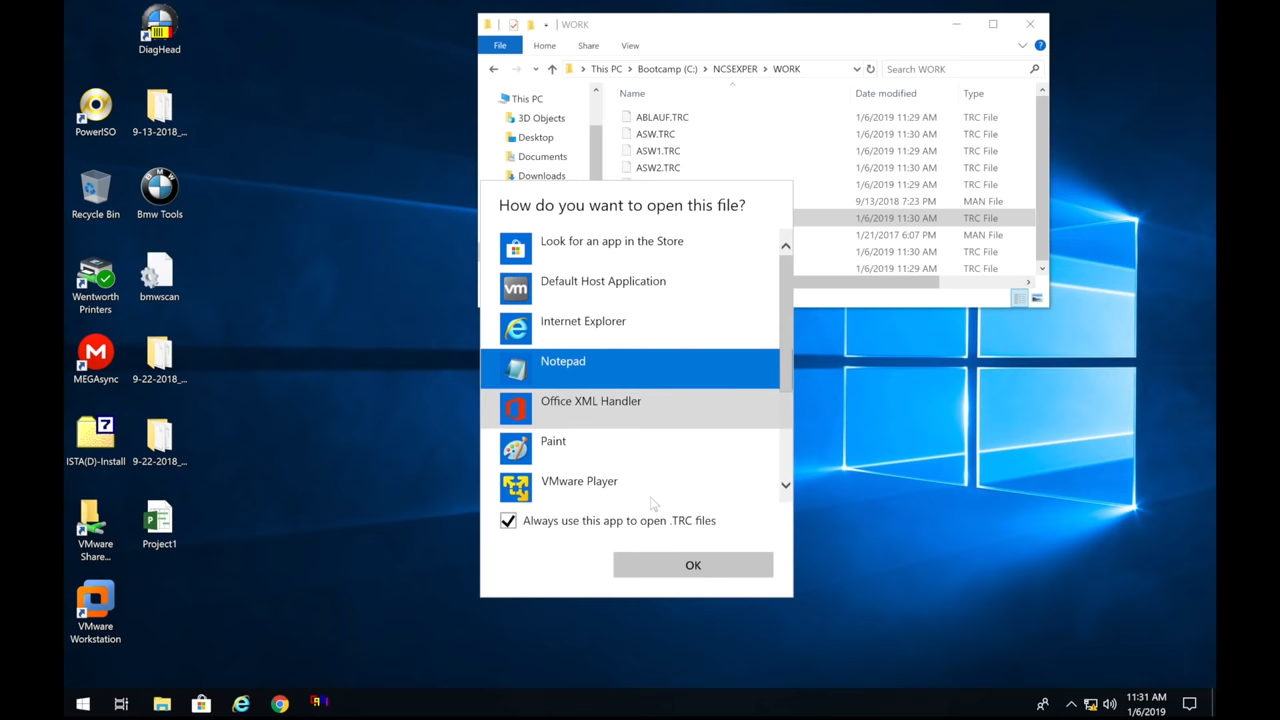 DiagHead
PowerISO
9-13-2018_...
Recycle Bin
Bmw Tools
Wentworth
Printers
bmwscan
MEGAsync
9-22-2018_...
7
ISTA(D)-Install
9-22-2018_...
VMware
Share...
Project1
VMware
Workstation
WORK
File
Home
Share
View
This PC
Bootcamp (C:)
NCSEXPER
WORK
Search WORK
This PC
3D Objects
Desktop
Documents
Downloads
Name
Date modified
Type
ABLAUF.TRC
1/6/2019 11:29 AM
TRC File
ASW.TRC
1/6/2019 11:30 AM
TRC File
ASW1.TRC
1/6/2019 11:29 AM
TRC File
ASW2.TRC
1/6/2019 11:30 AM
TRC File
1/6/2019 11:29 AM
TRC File
9/13/2018 7:23 PM
MAN File
1/6/2019 11:30 AM
TRC File
1/21/2017 6:07 PM
MAN File
1/6/2019 11:30 AM
TRC File
1/6/2019 11:29 AM
TRC File
How do you want to open this file?
Look for an app in the Store
vm
Default Host Application
Internet Explorer
Notepad
Office XML Handler
Paint
VMware Player
Always use this app to open .TRC files
OK
11:31 AM
1/6/2019